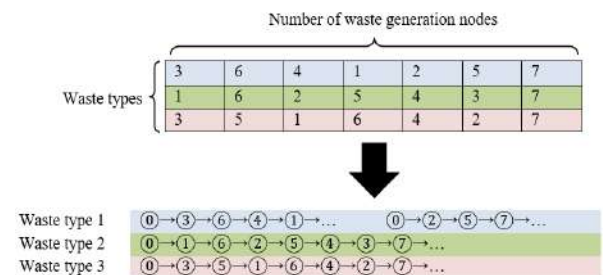 Number of waste generation nodes
Waste types
3 6 4 1 2 5 7
1 6 2 5 4 3 7
3 5 1 6 4 2 7
Waste type 1 0→3→6→4→1→... 0→2→5→7→...
Waste type 2 0→1→6→2→5→4→3→7→...
Waste type 3 0→3→5→1→6→4→2→7→...